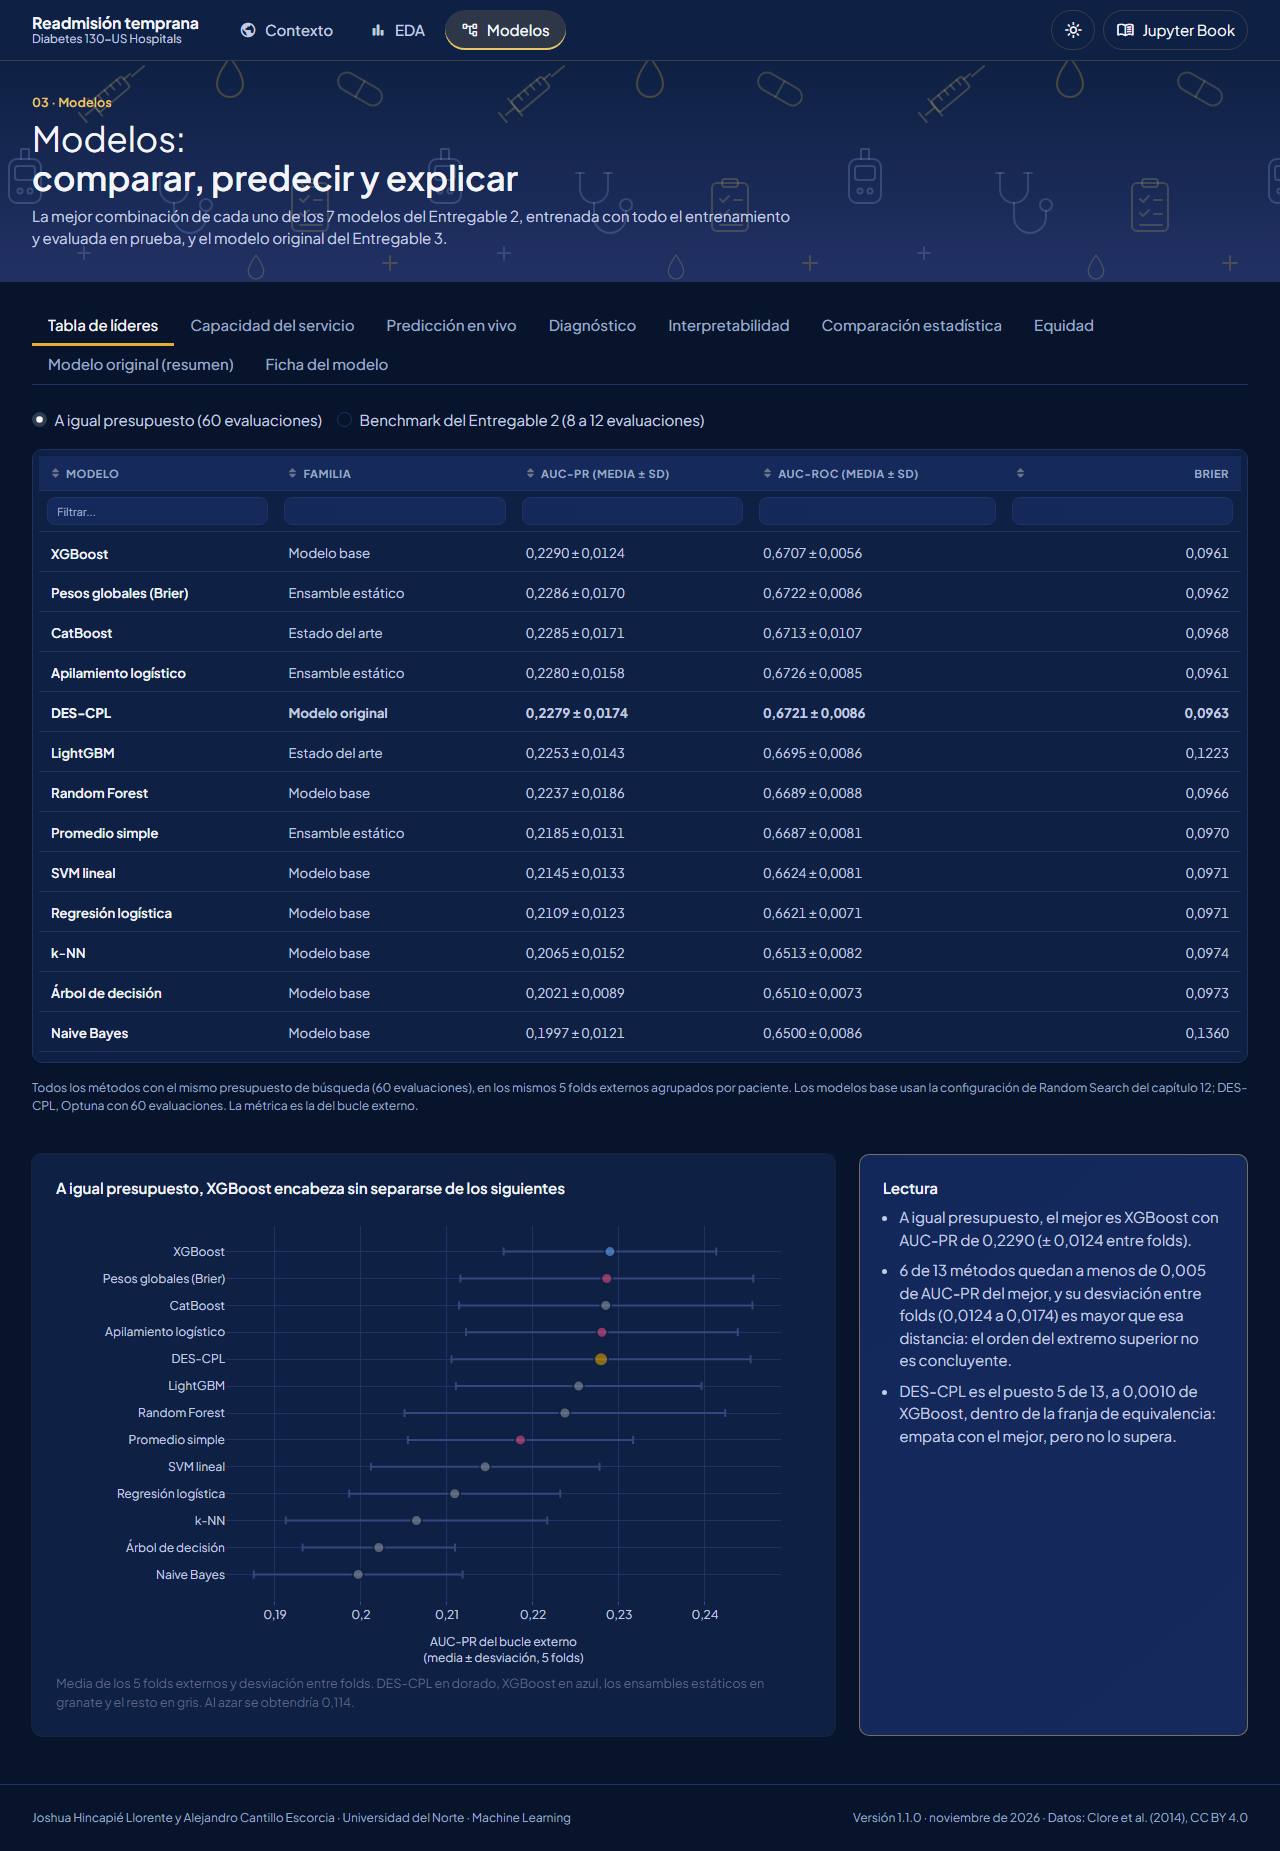 Readmisión temprana
Diabetes 130-US Hospitals
Contexto
EDA
Modelos
Jupyter Book
03 · Modelos
Modelos:
comparar, predecir y explicar
La mejor combinación de cada uno de los 7 modelos del Entregable 2, entrenada con todo el entrenamiento
y evaluada en prueba, y el modelo original del Entregable 3.
Tabla de líderes Capacidad del servicio Predicción en vivo Diagnóstico Interpretabilidad Comparación estadística Equidad
Modelo original (resumen) Ficha del modelo
A igual presupuesto (60 evaluaciones) Benchmark del Entregable 2 (8 a 12 evaluaciones)
MODELO FAMILIA AUC-PR (MEDIA ± SD) AUC-ROC (MEDIA ± SD) BRIER
Filtrar...
XGBoost Modelo base 0,2290 ± 0,0124 0,6707 ± 0,0056 0,0961
Pesos globales (Brier) Ensamble estático 0,2286 ± 0,0170 0,6722 ± 0,0086 0,0962
CatBoost Estado del arte 0,2285 ± 0,0171 0,6713 ± 0,0107 0,0968
Apilamiento logístico Ensamble estático 0,2280 ± 0,0158 0,6726 ± 0,0085 0,0961
DES-CPL Modelo original 0,2279 ± 0,0174 0,6721 ± 0,0086 0,0963
LightGBM Estado del arte 0,2253 ± 0,0143 0,6695 ± 0,0086 0,1223
Random Forest Modelo base 0,2237 ± 0,0186 0,6689 ± 0,0088 0,0966
Promedio simple Ensamble estático 0,2185 ± 0,0131 0,6687 ± 0,0081 0,0970
SVM lineal Modelo base 0,2145 ± 0,0133 0,6624 ± 0,0081 0,0971
Regresión logística Modelo base 0,2109 ± 0,0123 0,6621 ± 0,0071 0,0971
k-NN Modelo base 0,2065 ± 0,0152 0,6513 ± 0,0082 0,0974
Árbol de decisión Modelo base 0,2021 ± 0,0089 0,6510 ± 0,0073 0,0973
Naive Bayes Modelo base 0,1997 ± 0,0121 0,6500 ± 0,0086 0,1360
Todos los métodos con el mismo presupuesto de búsqueda (60 evaluaciones), en los mismos 5 folds externos agrupados por paciente. Los modelos base usan la configuración de Random Search del capítulo 12; DES-
CPL, Optuna con 60 evaluaciones. La métrica es la del bucle externo.
A igual presupuesto, XGBoost encabeza sin separarse de los siguientes
XGBoost
Pesos globales (Brier)
CatBoost
Apilamiento logístico
DES-CPL
LightGBM
Random Forest
Promedio simple
SVM lineal
Regresión logística
k-NN
Árbol de decisión
Naive Bayes
0,19 0,2 0,21 0,22 0,23 0,24
AUC-PR del bucle externo
(media ± desviación, 5 folds)
Media de los 5 folds externos y desviación entre folds. DES-CPL en dorado, XGBoost en azul, los ensambles estáticos en
granate y el resto en gris. Al azar se obtendría 0,114.
Lectura
• A igual presupuesto, el mejor es XGBoost con
AUC-PR de 0,2290 (± 0,0124 entre folds).
• 6 de 13 métodos quedan a menos de 0,005
de AUC-PR del mejor, y su desviación entre
folds (0,0124 a 0,0174) es mayor que esa
distancia: el orden del extremo superior no
es concluyente.
• DES-CPL es el puesto 5 de 13, a 0,0010 de
XGBoost, dentro de la franja de equivalencia:
empata con el mejor, pero no lo supera.
Joshua Hincapié Llorente y Alejandro Cantillo Escorcia · Universidad del Norte · Machine Learning
Versión 1.1.0 · noviembre de 2026 · Datos: Clore et al. (2014), CC BY 4.0